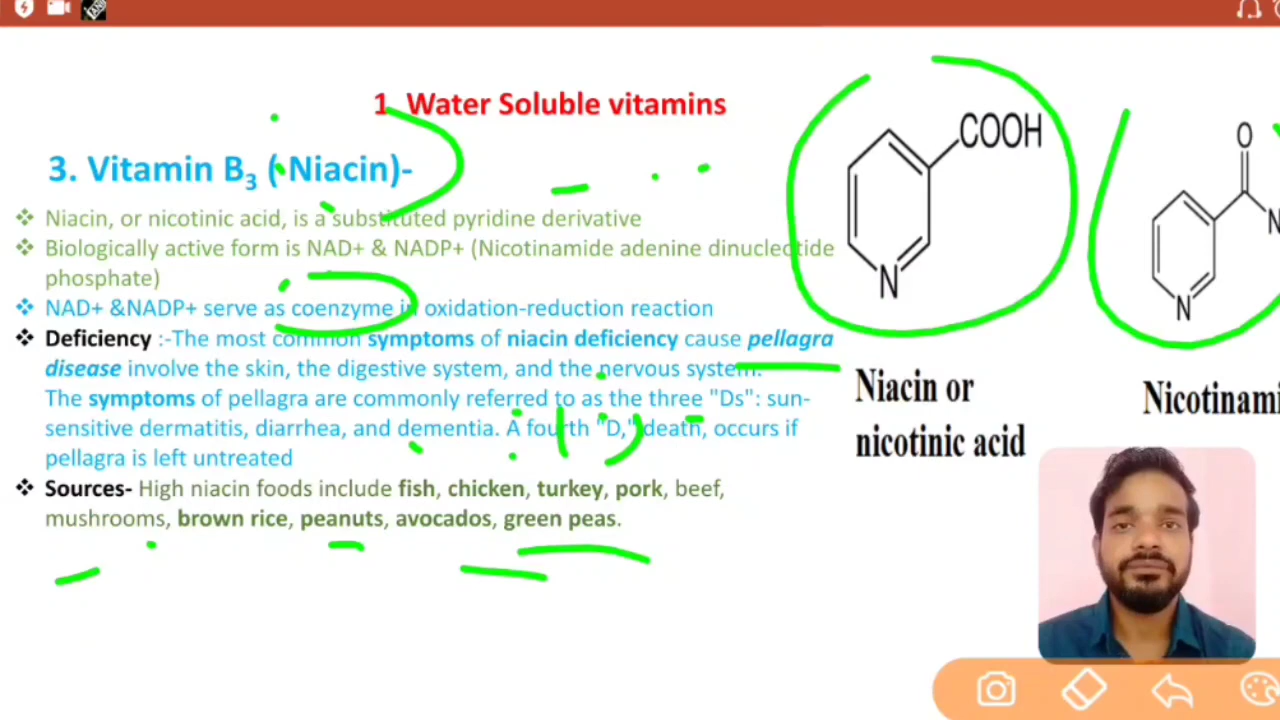 1. Water Soluble vitamins
3. Vitamin B3 ( Niacin)-
❖ Niacin, or nicotinic acid, is a substituted pyridine derivative
❖ Biologically active form is NAD+ & NADP+ (Nicotinamide adenine dinucleotide
phosphate)
❖ NAD+ &NADP+ serve as coenzyme in oxidation-reduction reaction
❖ Deficiency :-The most common symptoms of niacin deficiency cause pellagra
disease involve the skin, the digestive system, and the nervous system.
The symptoms of pellagra are commonly referred to as the three "Ds": sun-
sensitive dermatitis, diarrhea, and dementia. A fourth "D," death, occurs if
pellagra is left untreated
❖ Sources- High niacin foods include fish, chicken, turkey, pork, beef,
mushrooms, brown rice, peanuts, avocados, green peas.
COOH
N
Niacin or
nicotinic acid
O
N
N
Nicotinami